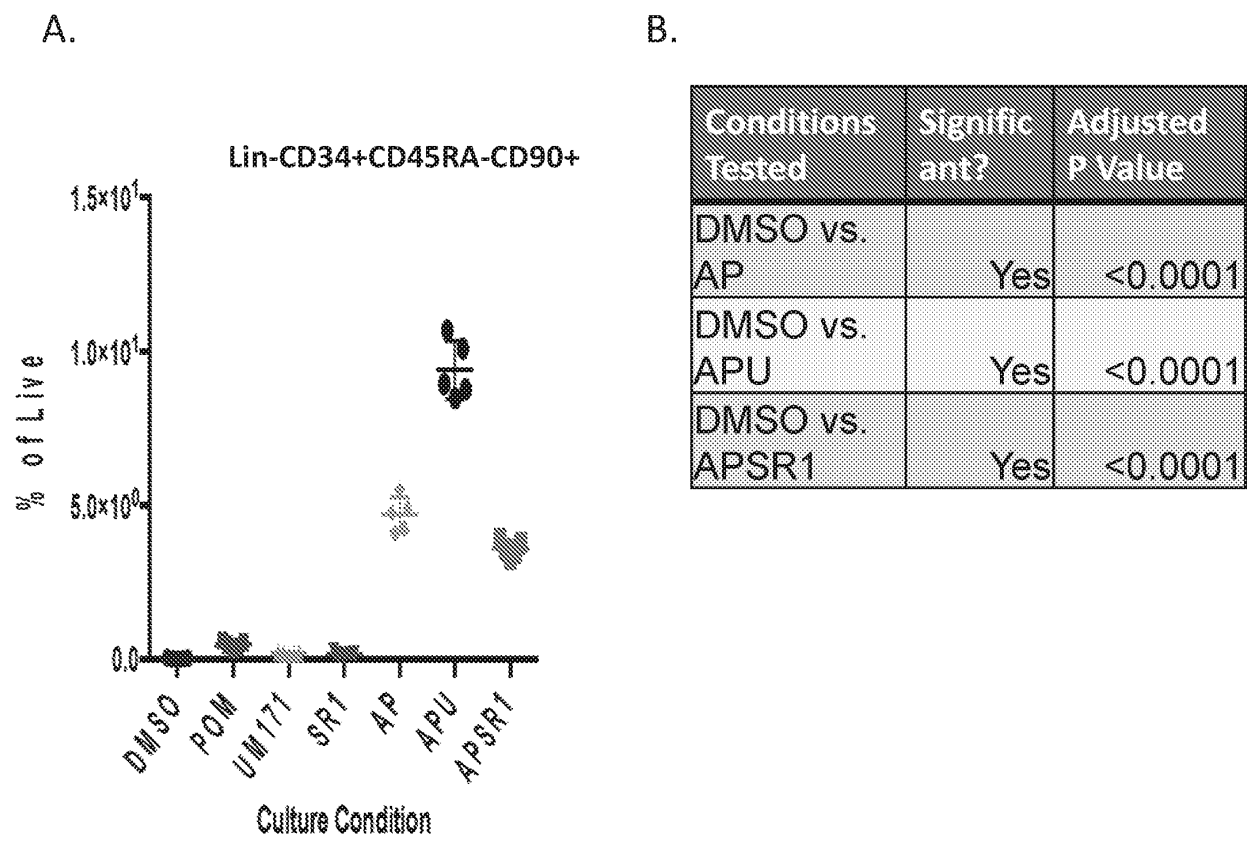 A.
Lin-CD34+CD45RA-CD90+
1.5×10¹
1.0×10¹
5.0×10⁰
0.0
% of Live
DMSO
POM
UM171
SR1
AP
APU
APSR1
Culture Condition
B.
Conditions Signific Adjusted
Tested ant? P Value
DMSO vs.
AP Yes <0.0001
DMSO vs.
APU Yes <0.0001
DMSO vs.
APSR1 Yes <0.0001